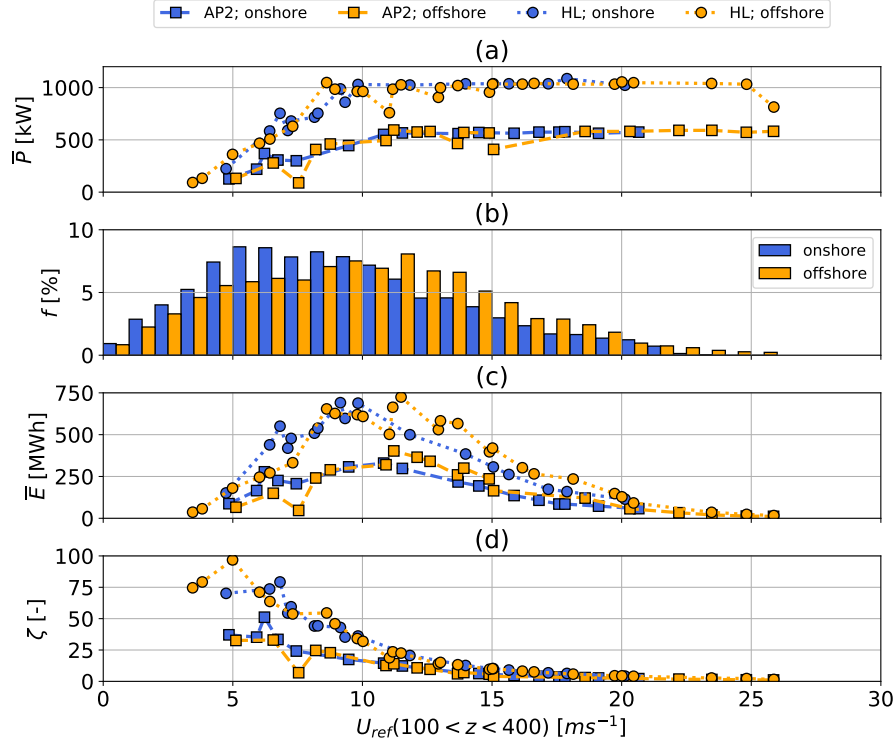 AP2; onshore AP2; offshore HL; onshore HL; offshore
(a)
1000
500
0
P̅ [kW]
(b)
10
5
0
f [%]
onshore
offshore
(c)
750
500
250
0
E̅ [MWh]
(d)
100
75
50
25
0
ζ [-]
0 5 10 15 20 25 30
U_ref(100 < z < 400) [ms⁻¹]